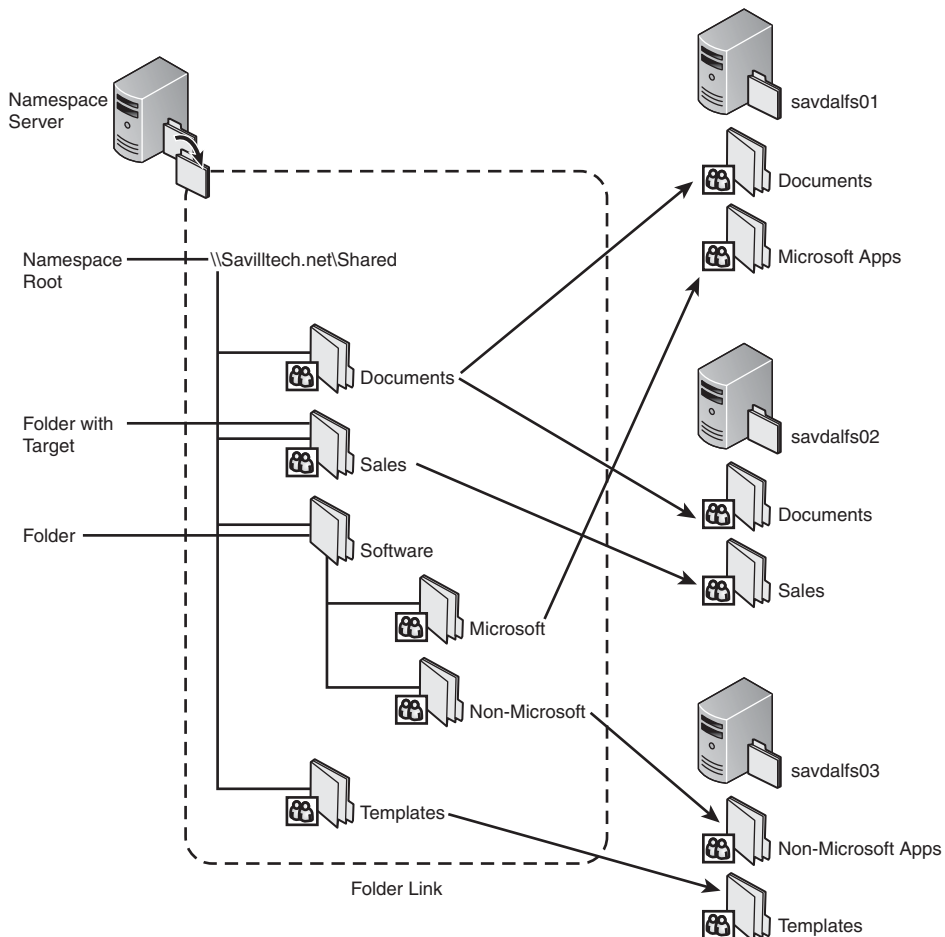 Namespace
Server
Namespace
Root
\\Savilltech.net\Shared
Documents
Folder with
Target
Sales
Folder
Software
Microsoft
Non-Microsoft
Templates
Folder Link
savdalfs01
Documents
Microsoft Apps
savdalfs02
Documents
Sales
savdalfs03
Non-Microsoft Apps
Templates